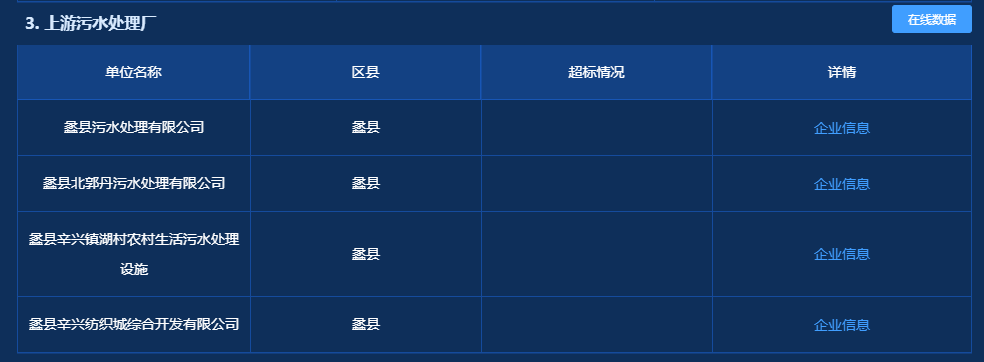 3. 上游污水处理厂
在线数据
单位名称 区县 超标情况 详情
蠡县污水处理有限公司 蠡县 企业信息
蠡县北郭丹污水处理有限公司 蠡县 企业信息
蠡县辛兴镇湖村农村生活污水处理
设施 蠡县 企业信息
蠡县辛兴纺织城综合开发有限公司 蠡县 企业信息